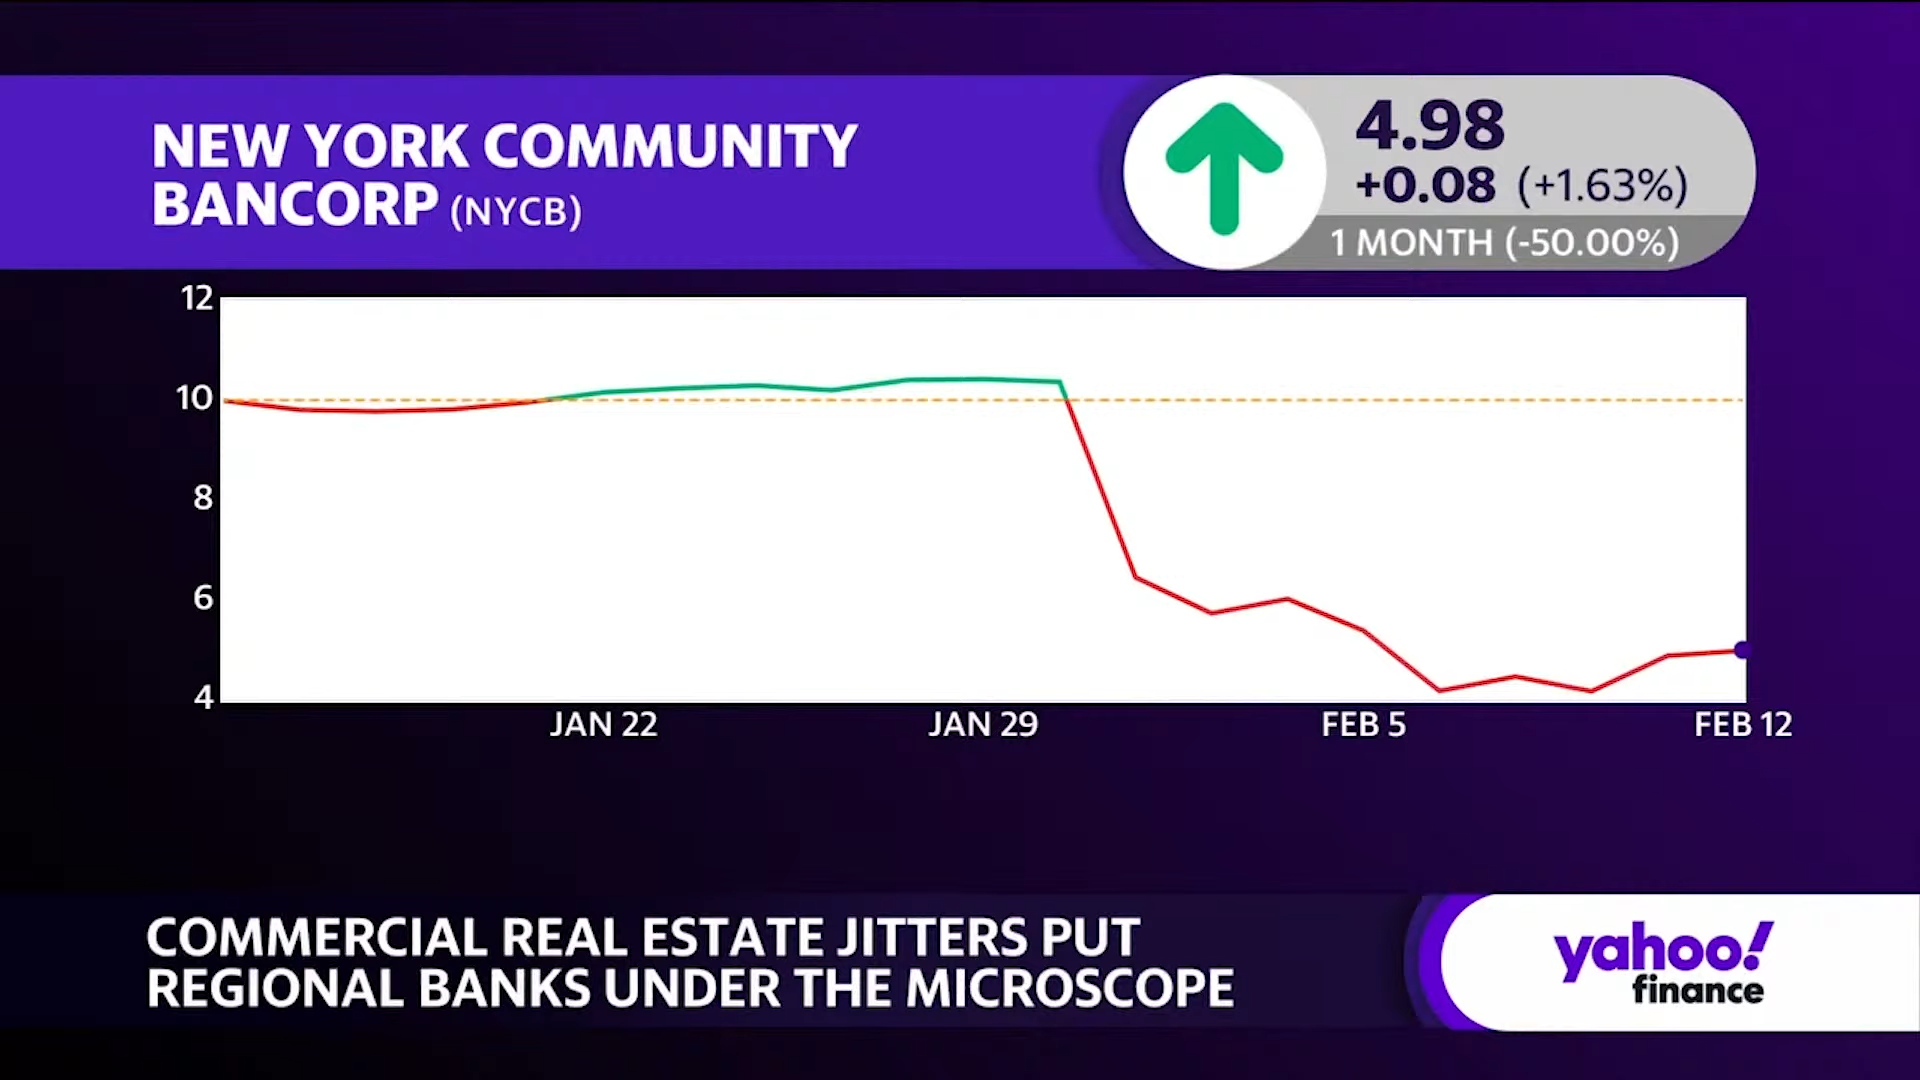 NEW YORK COMMUNITY
BANCORP (NYCB)
4.98
+0.08 (+1.63%)
1 MONTH (-50.00%)
12
10
8
6
4
JAN 22
JAN 29
FEB 5
FEB 12
COMMERCIAL REAL ESTATE JITTERS PUT
REGIONAL BANKS UNDER THE MICROSCOPE
yahoo!
finance